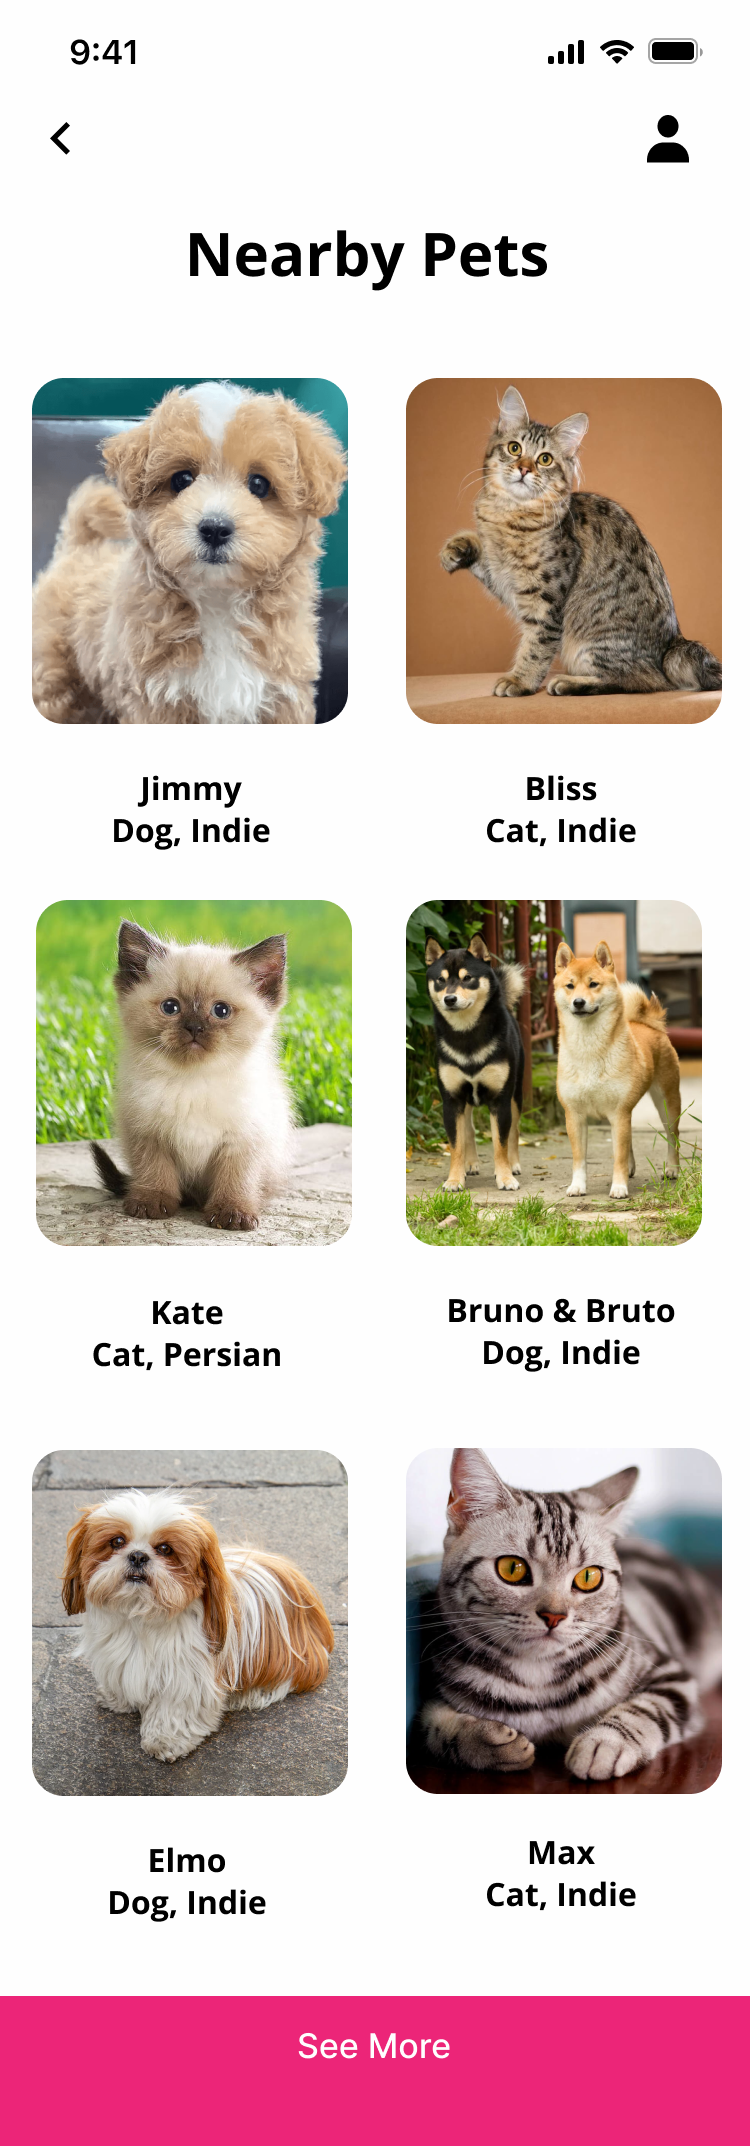 9:41
Nearby Pets
Jimmy
Dog, Indie
Bliss
Cat, Indie
Kate
Cat, Persian
Bruno & Bruto
Dog, Indie
Elmo
Dog, Indie
Max
Cat, Indie
See More